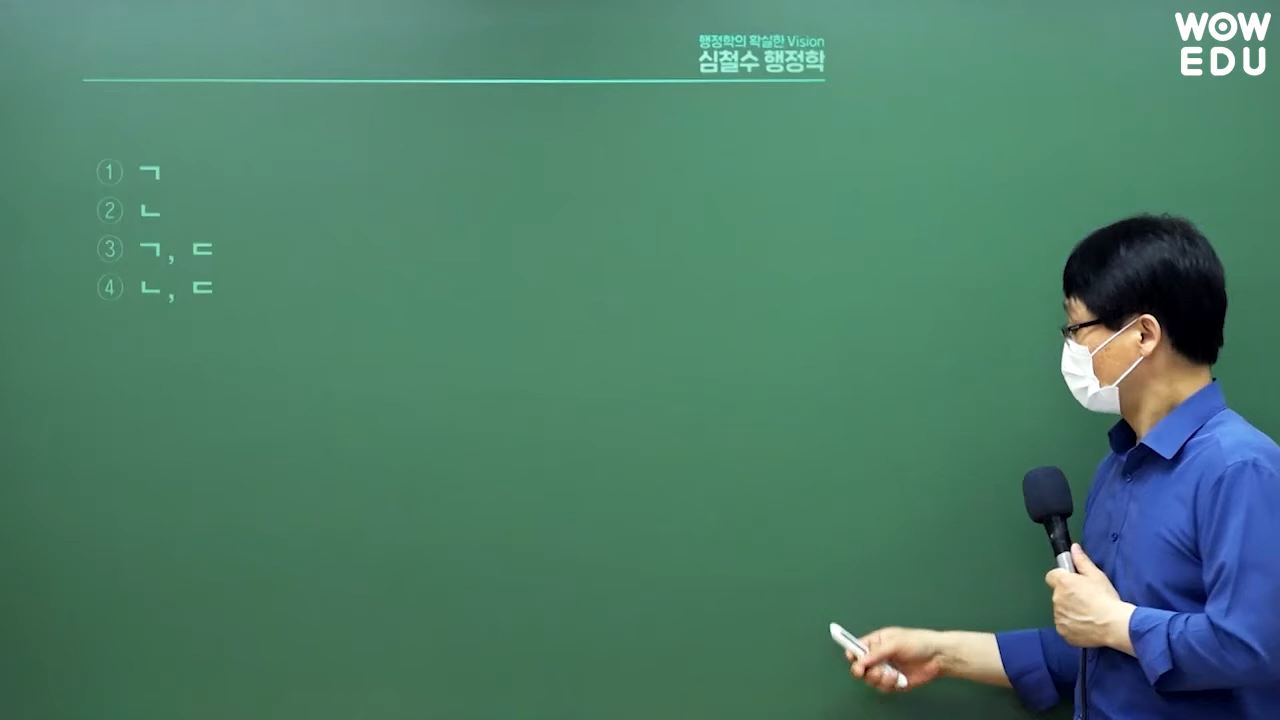 행정학의 확실한 Vision
심철수 행정학
WOW
EDU
① ㄱ
② ㄴ
③ ㄱ, ㄷ
④ ㄴ, ㄷ